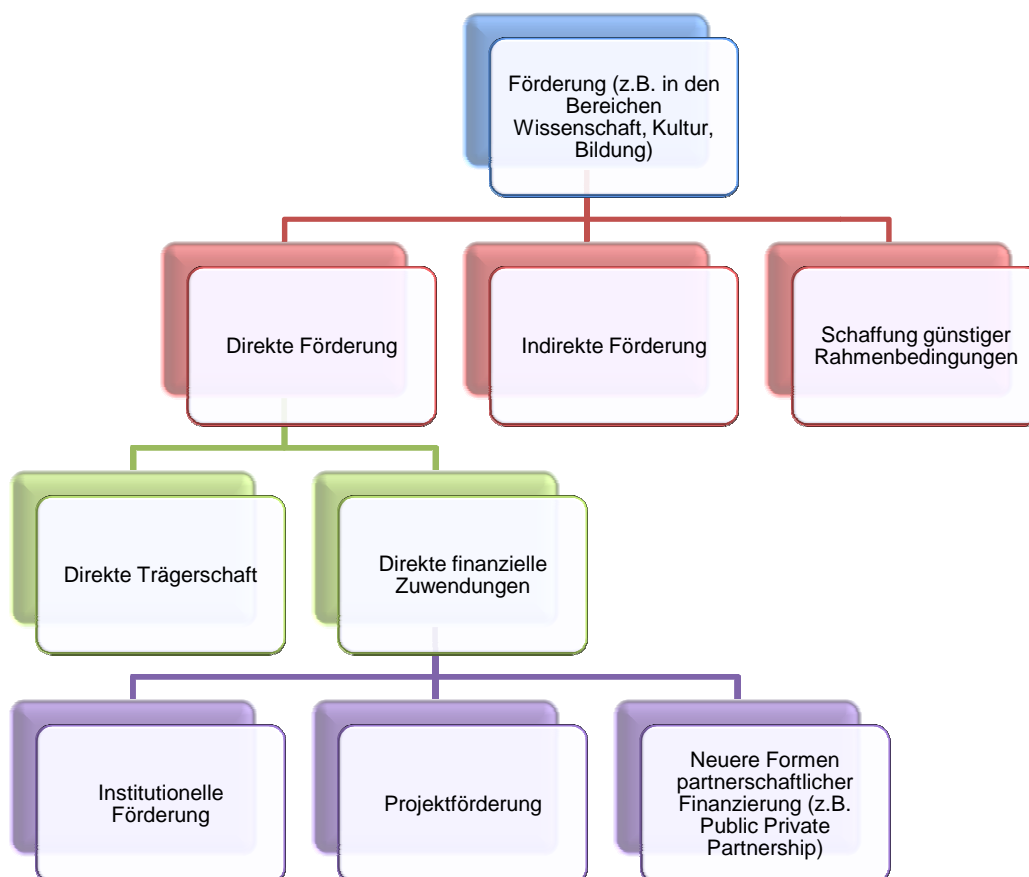 Förderung (z.B. in den
Bereichen
Wissenschaft, Kultur,
Bildung)
Direkte Förderung
Indirekte Förderung
Schaffung günstiger
Rahmenbedingungen
Direkte Trägerschaft
Direkte finanzielle
Zuwendungen
Institutionelle
Förderung
Projektförderung
Neuere Formen
partnerschaftlicher
Finanzierung (z.B.
Public Private
Partnership)